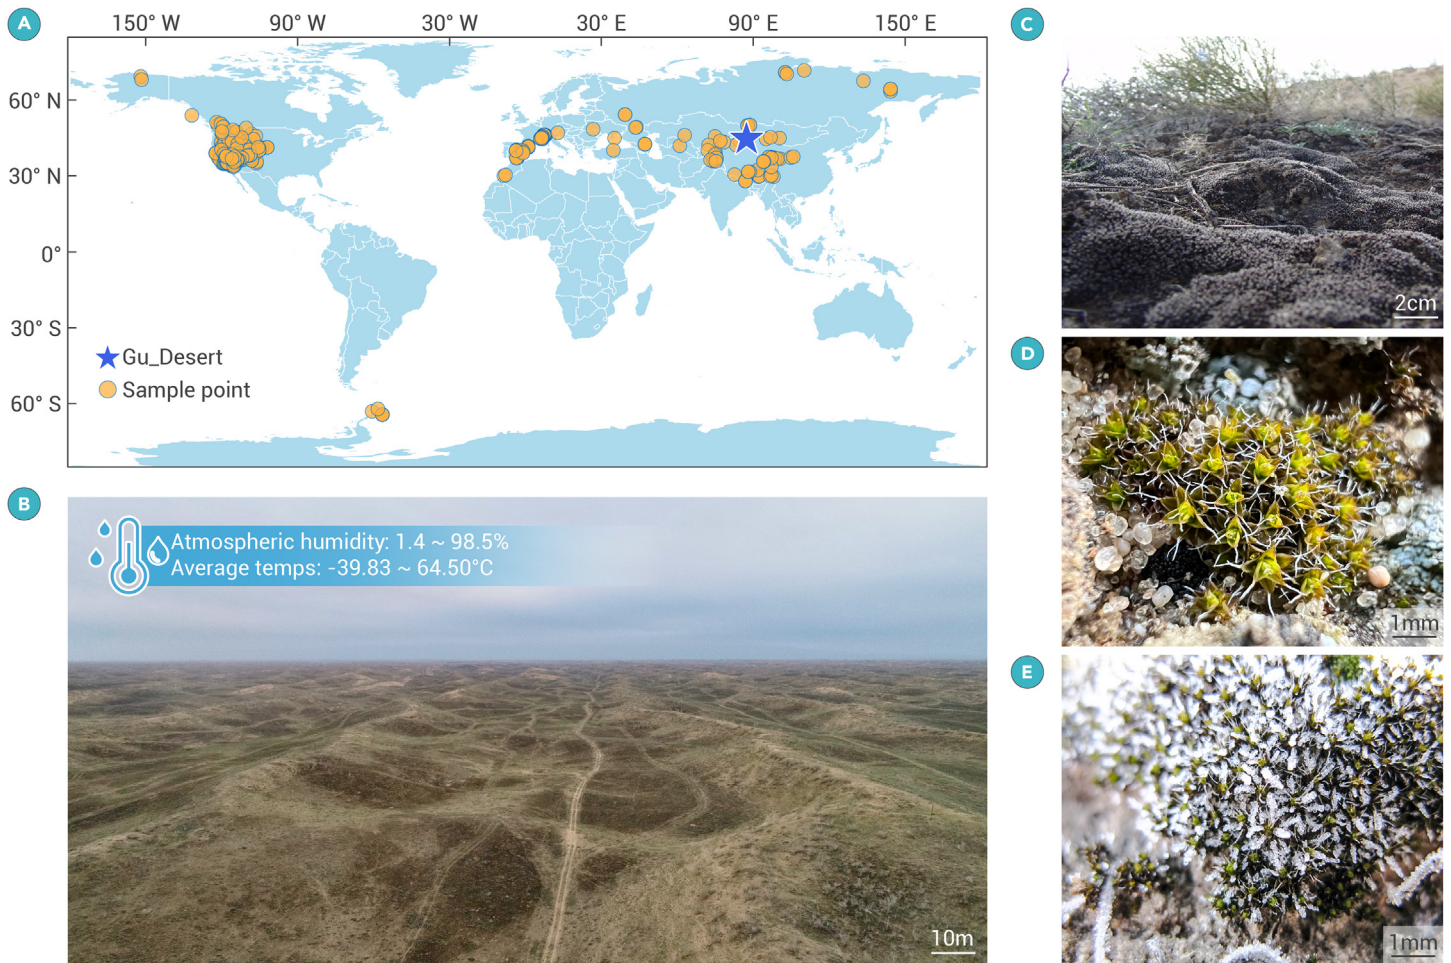 A
150° W 90° W 30° W 30° E 90° E 150° E
60° N
30° N
0°
30° S
60° S
Gu_Desert
Sample point
B
Atmospheric humidity: 1.4 ~ 98.5%
Average temps: -39.83 ~ 64.50°C
10m
C
2cm
D
1mm
E
1mm